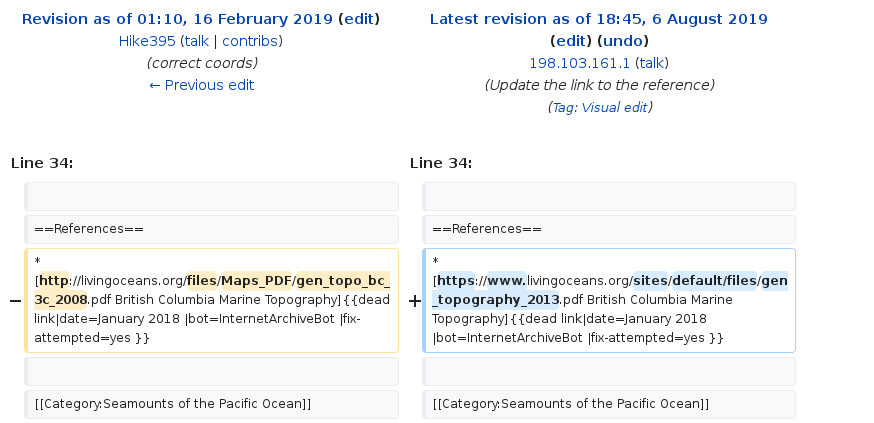 Revision as of 01:10, 16 February 2019 (edit)
Hike395 (talk | contribs)
(correct coords)
← Previous edit
Latest revision as of 18:45, 6 August 2019
(edit) (undo)
198.103.161.1 (talk)
(Update the link to the reference)
(Tag: Visual edit)
Line 34:
Line 34:
==References==
==References==
−
*
[http://livingoceans.org/files/Maps_PDF/gen_topo_bc_
3c_2008.pdf British Columbia Marine Topography]{{dead
link|date=January 2018 |bot=InternetArchiveBot |fix-
attempted=yes }}
+
*
[https://www.livingoceans.org/sites/default/files/gen
_topography_2013.pdf British Columbia Marine
Topography]{{dead link|date=January 2018
|bot=InternetArchiveBot |fix-attempted=yes }}
[[Category:Seamounts of the Pacific Ocean]]
[[Category:Seamounts of the Pacific Ocean]]